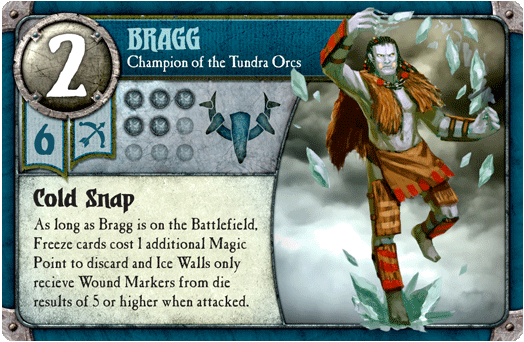 2
BRAGG
Champion of the Tundra Orcs
6
Cold Snap
As long as Bragg is on the Battlefield,
Freeze cards cost 1 additional Magic
Point to discard and Ice Walls only
recieve Wound Markers from die
results of 5 or higher when attacked.